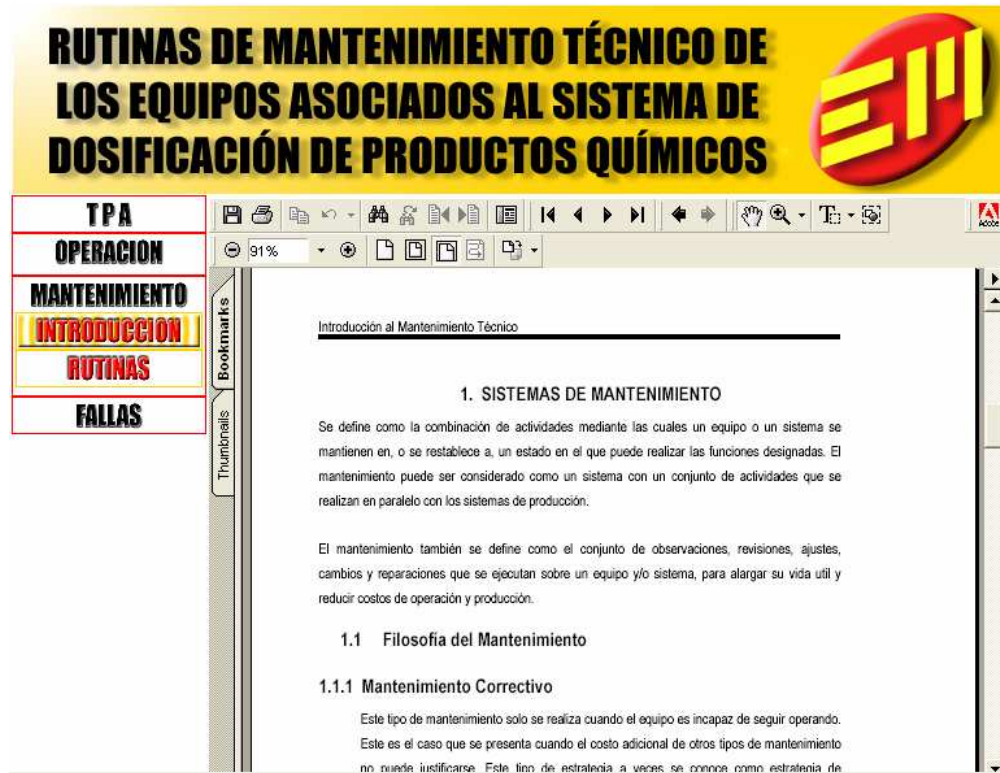 RUTINAS DE MANTENIMIENTO TÉCNICO DE
LOS EQUIPOS ASOCIADOS AL SISTEMA DE
DOSIFICACIÓN DE PRODUCTOS QUÍMICOS
EM
TPA
OPERACION
MANTENIMIENTO
INTRODUCCION
RUTINAS
FALLAS
Adobe
91%
Bookmarks
Thumbnails
Introducción al Mantenimiento Técnico
1. SISTEMAS DE MANTENIMIENTO
Se define como la combinación de actividades mediante las cuales un equipo o un sistema se
mantienen en, o se restablece a, un estado en el que puede realizar las funciones designadas. El
mantenimiento puede ser considerado como un sistema con un conjunto de actividades que se
realizan en paralelo con los sistemas de producción.
El mantenimiento también se define como el conjunto de observaciones, revisiones, ajustes,
cambios y reparaciones que se ejecutan sobre un equipo y/o sistema, para alargar su vida util y
reducir costos de operación y producción.
1.1 Filosofía del Mantenimiento
1.1.1 Mantenimiento Correctivo
Este tipo de mantenimiento solo se realiza cuando el equipo es incapaz de seguir operando.
Este es el caso que se presenta cuando el costo adicional de otros tipos de mantenimiento
no puede justificarse. Este tipo de estrategia a veces se conoce como estrategia de